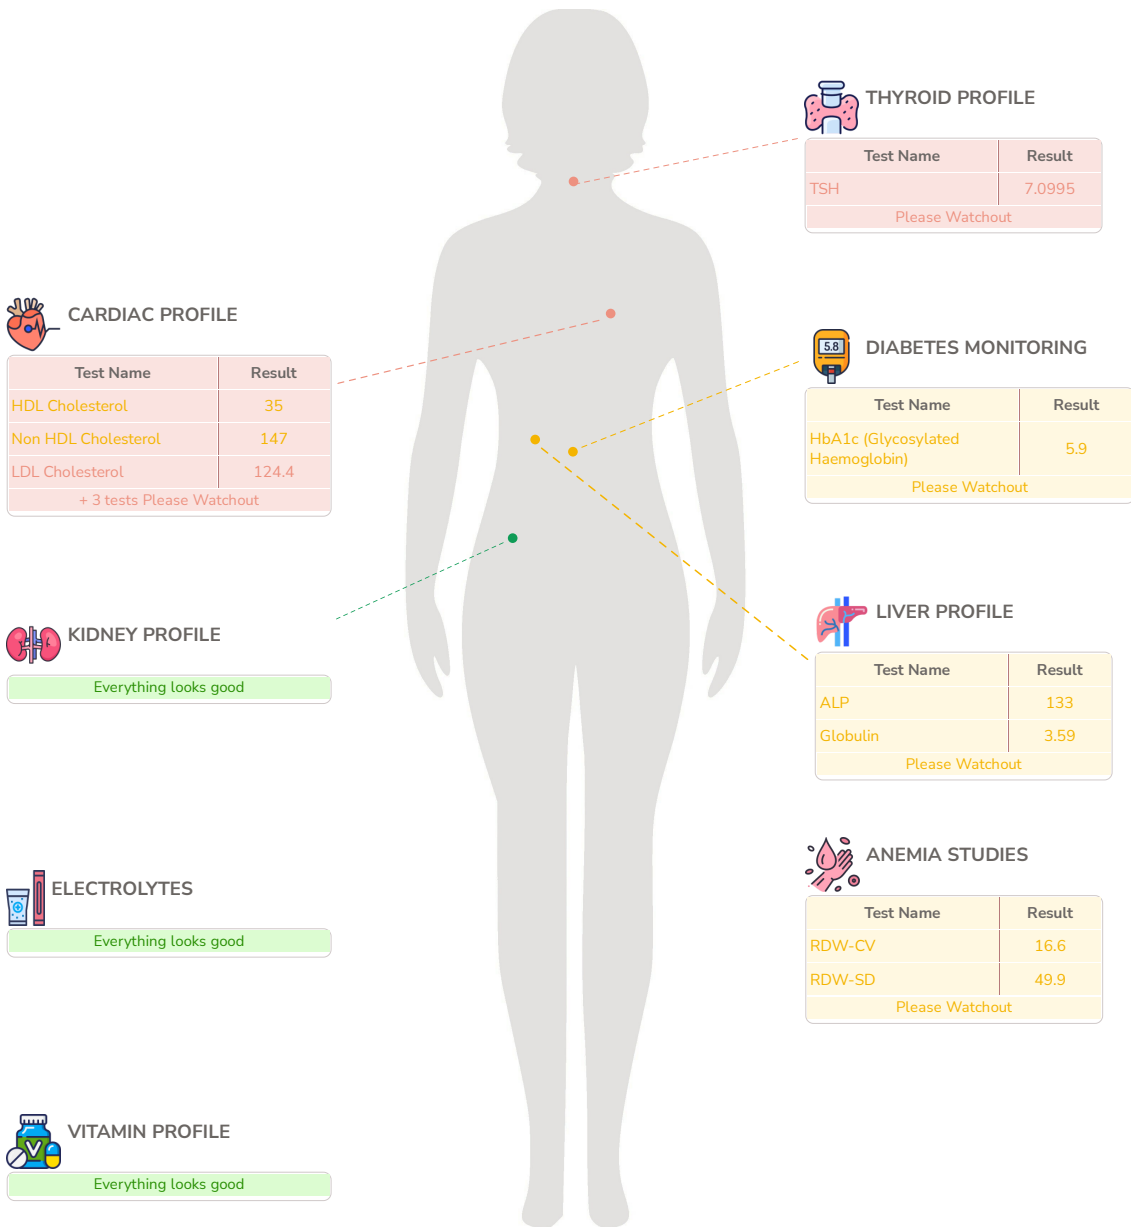 THYROID PROFILE
Test Name Result
TSH 7.0995
Please Watchout
CARDIAC PROFILE
Test Name Result
HDL Cholesterol 35
Non HDL Cholesterol 147
LDL Cholesterol 124.4
+ 3 tests Please Watchout
5.8
DIABETES MONITORING
Test Name Result
HbA1c (Glycosylated
Haemoglobin) 5.9
Please Watchout
KIDNEY PROFILE
Everything looks good
LIVER PROFILE
Test Name Result
ALP 133
Globulin 3.59
Please Watchout
ELECTROLYTES
Everything looks good
ANEMIA STUDIES
Test Name Result
RDW-CV 16.6
RDW-SD 49.9
Please Watchout
V
VITAMIN PROFILE
Everything looks good